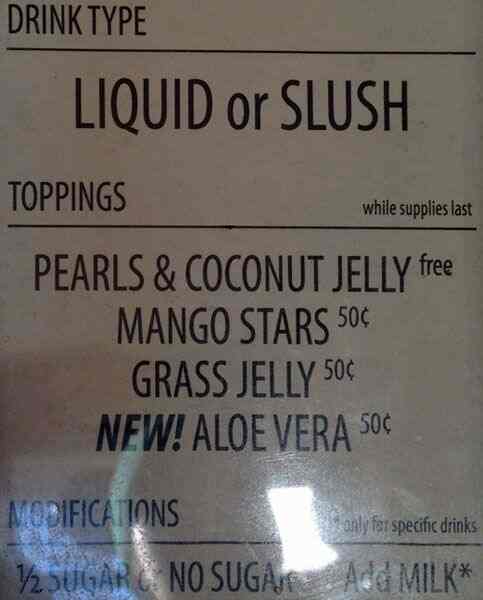 DRINK TYPE
LIQUID or SLUSH
TOPPINGS while supplies last
PEARLS & COCONUT JELLY free
MANGO STARS 50¢
GRASS JELLY 50¢
NEW! ALOE VERA 50¢
MODIFICATIONS * only for specific drinks
½ SUGAR or NO SUGAR Add MILK*